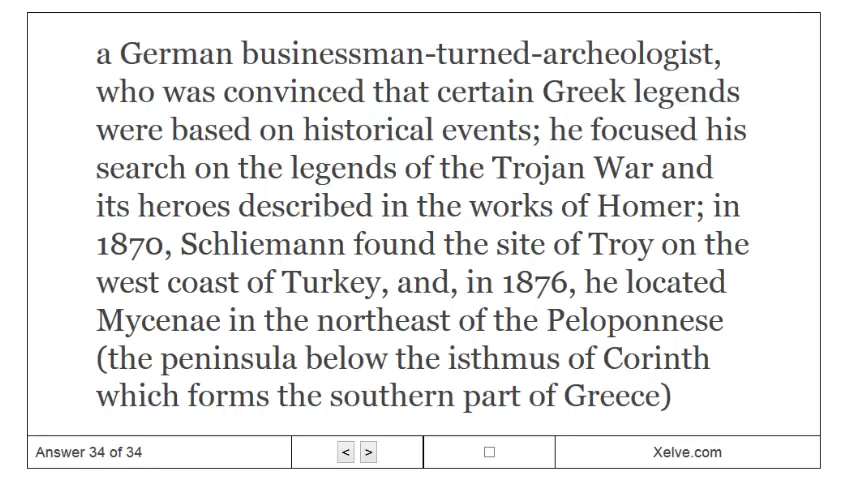 a German businessman-turned-archeologist,
who was convinced that certain Greek legends
were based on historical events; he focused his
search on the legends of the Trojan War and
its heroes described in the works of Homer; in
1870, Schliemann found the site of Troy on the
west coast of Turkey, and, in 1876, he located
Mycenae in the northeast of the Peloponnese
(the peninsula below the isthmus of Corinth
which forms the southern part of Greece)
Answer 34 of 34 < > Xelve.com